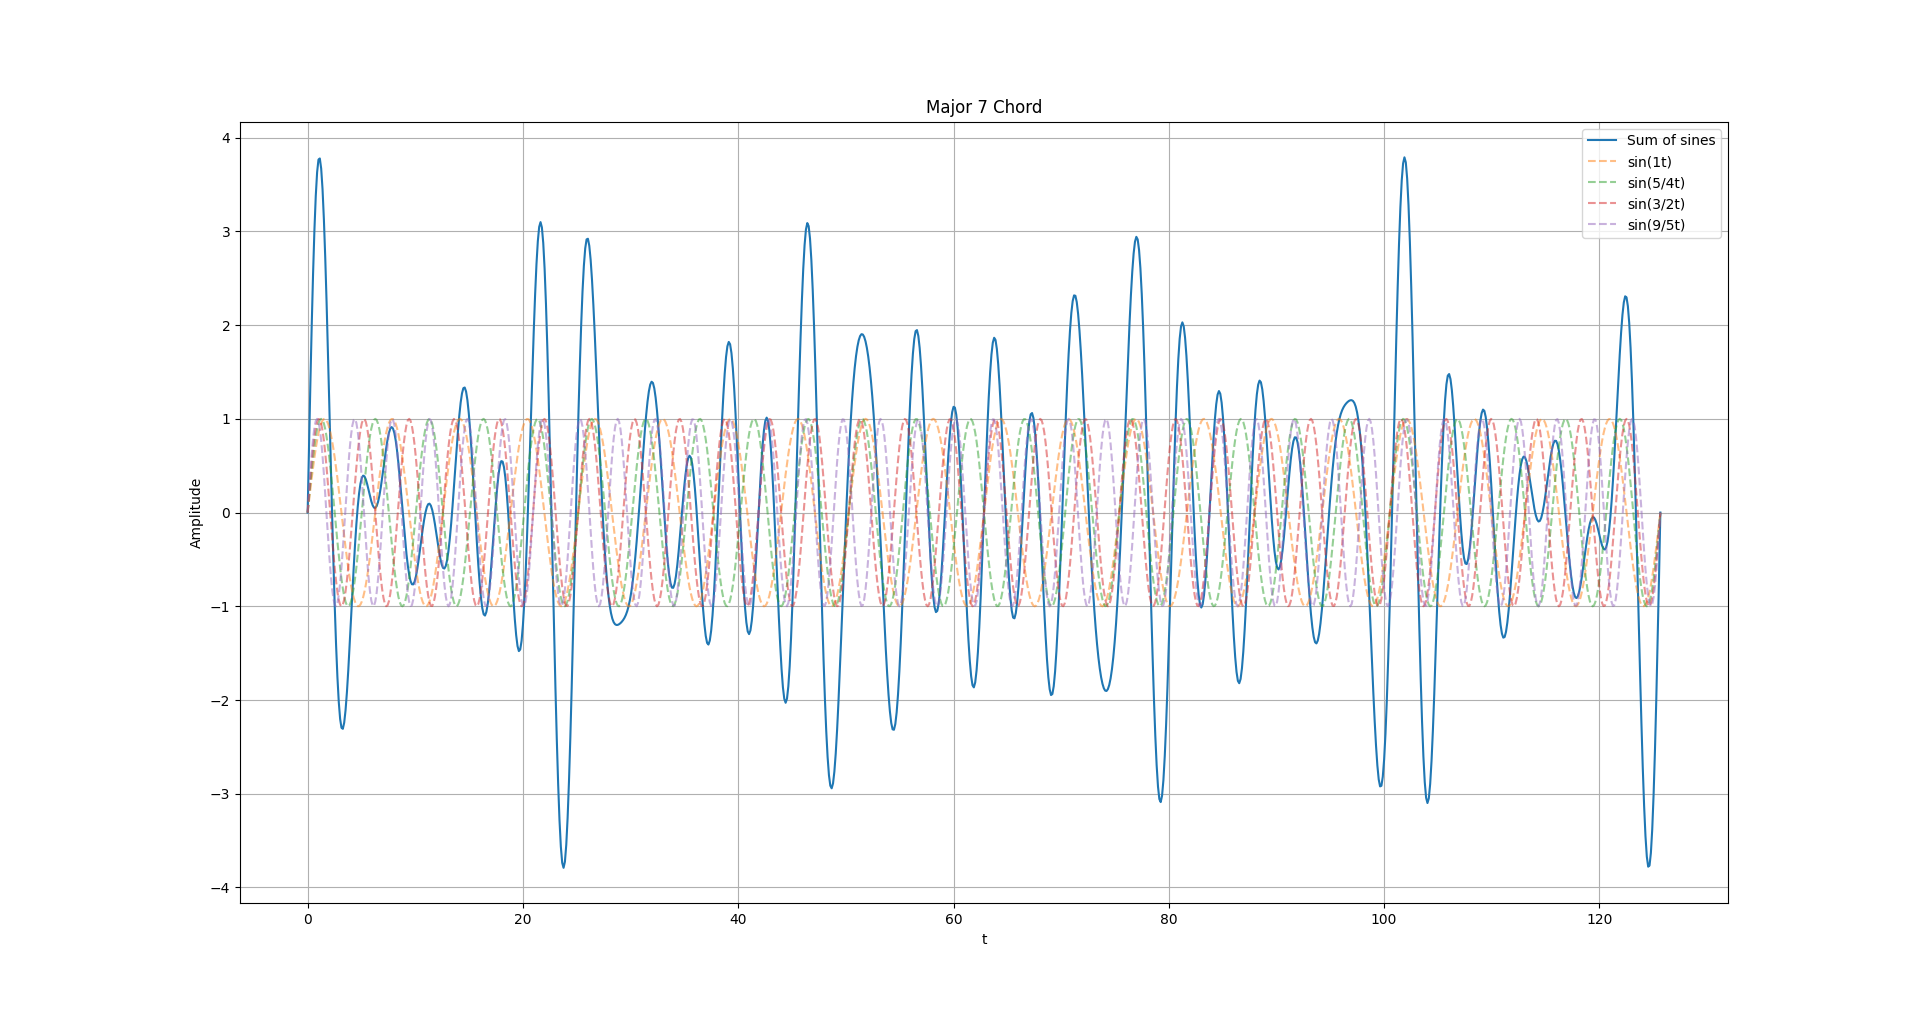 Major 7 Chord
Sum of sines
sin(1t)
sin(5/4t)
sin(3/2t)
sin(9/5t)
Amplitude
4
3
2
1
0
−1
−2
−3
−4
0 20 40 60 80 100 120
t